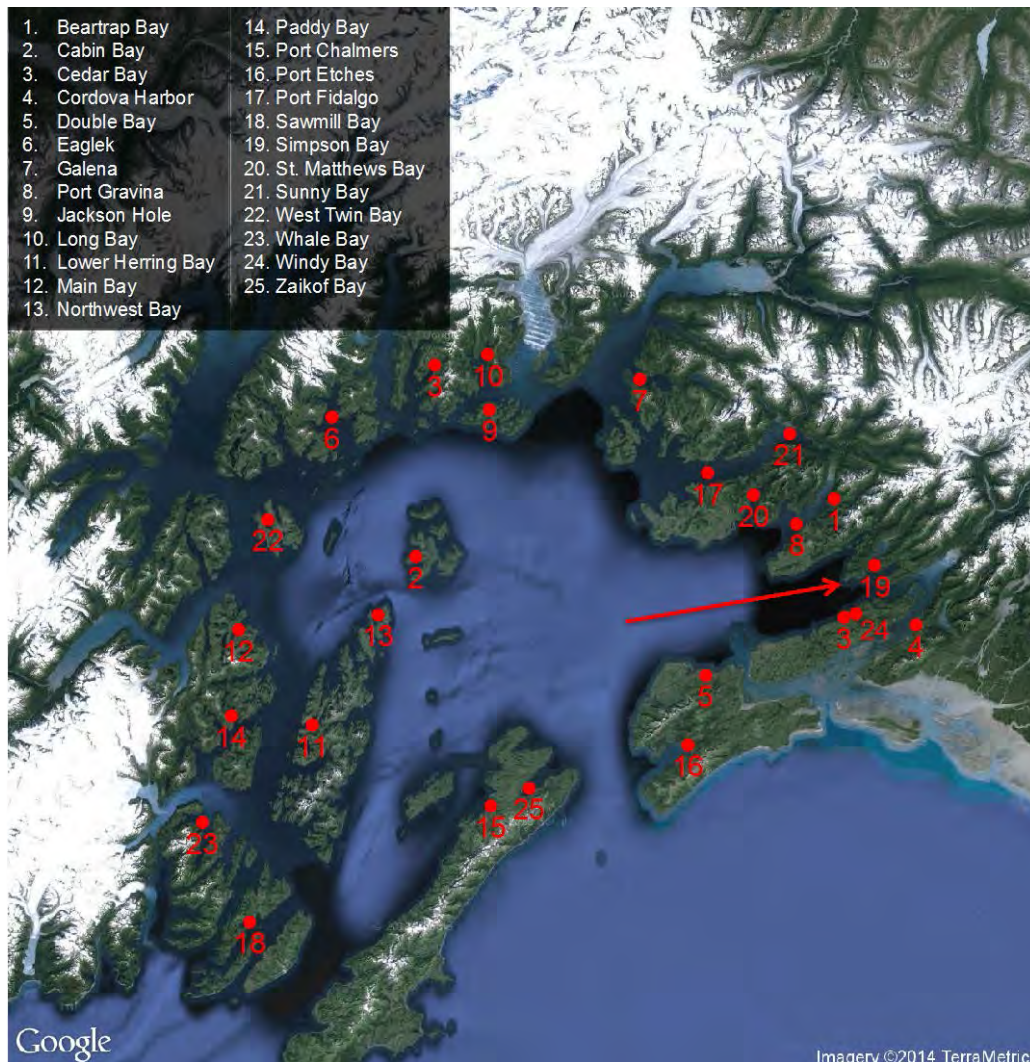 1. Beartrap Bay
2. Cabin Bay
3. Cedar Bay
4. Cordova Harbor
5. Double Bay
6. Eaglek
7. Galena
8. Port Gravina
9. Jackson Hole
10. Long Bay
11. Lower Herring Bay
12. Main Bay
13. Northwest Bay
14. Paddy Bay
15. Port Chalmers
16. Port Etches
17. Port Fidalgo
18. Sawmill Bay
19. Simpson Bay
20. St. Matthews Bay
21. Sunny Bay
22. West Twin Bay
23. Whale Bay
24. Windy Bay
25. Zaikof Bay
10
3
7
9
6
21
17
20
1
8
22
2
19
13
3
24
4
12
5
14
11
16
25
15
23
18
Google
Imagery ©2014 TerraMetric